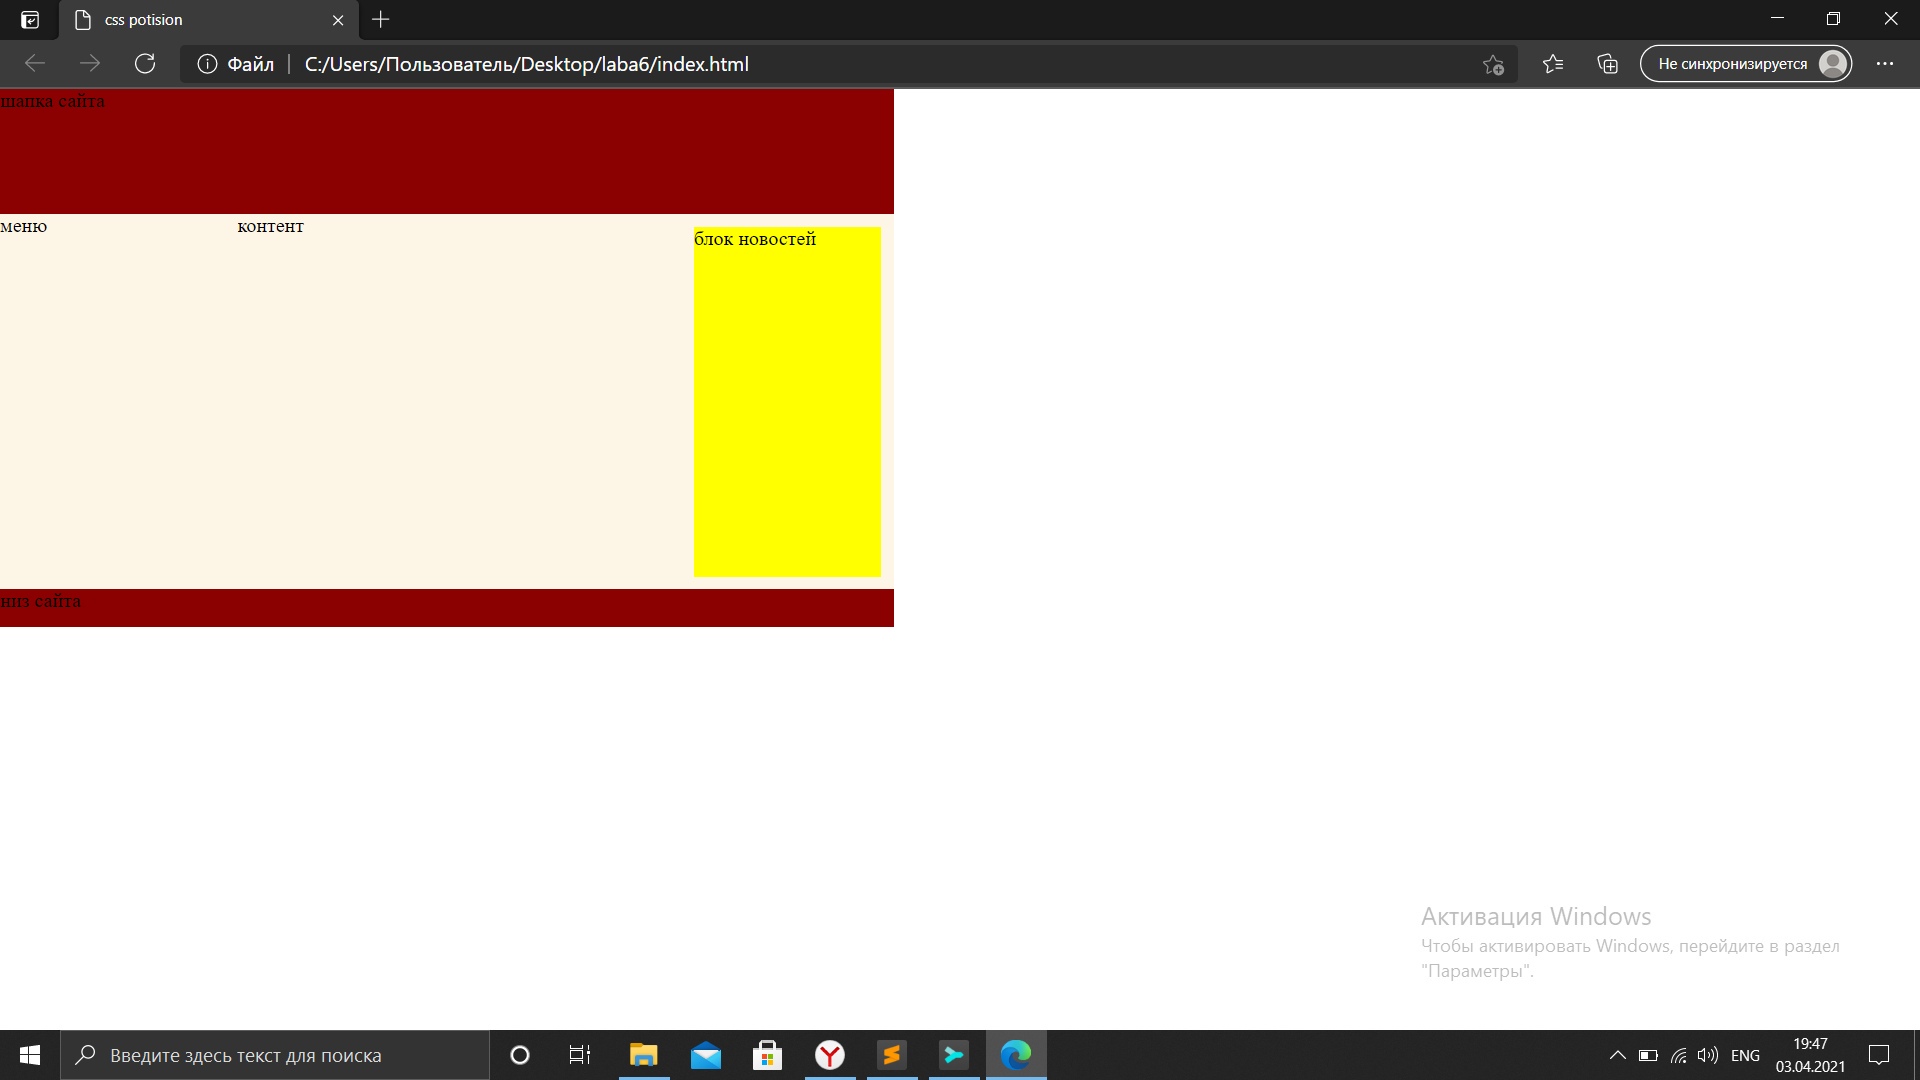 css potision
Файл C:/Users/Пользователь/Desktop/laba6/index.html
Не синхронизируется
шапка сайта
меню
контент
блок новостей
низ сайта
Активация Windows
Чтобы активировать Windows, перейдите в раздел
"Параметры".
Введите здесь текст для поиска
ENG
19:47
03.04.2021